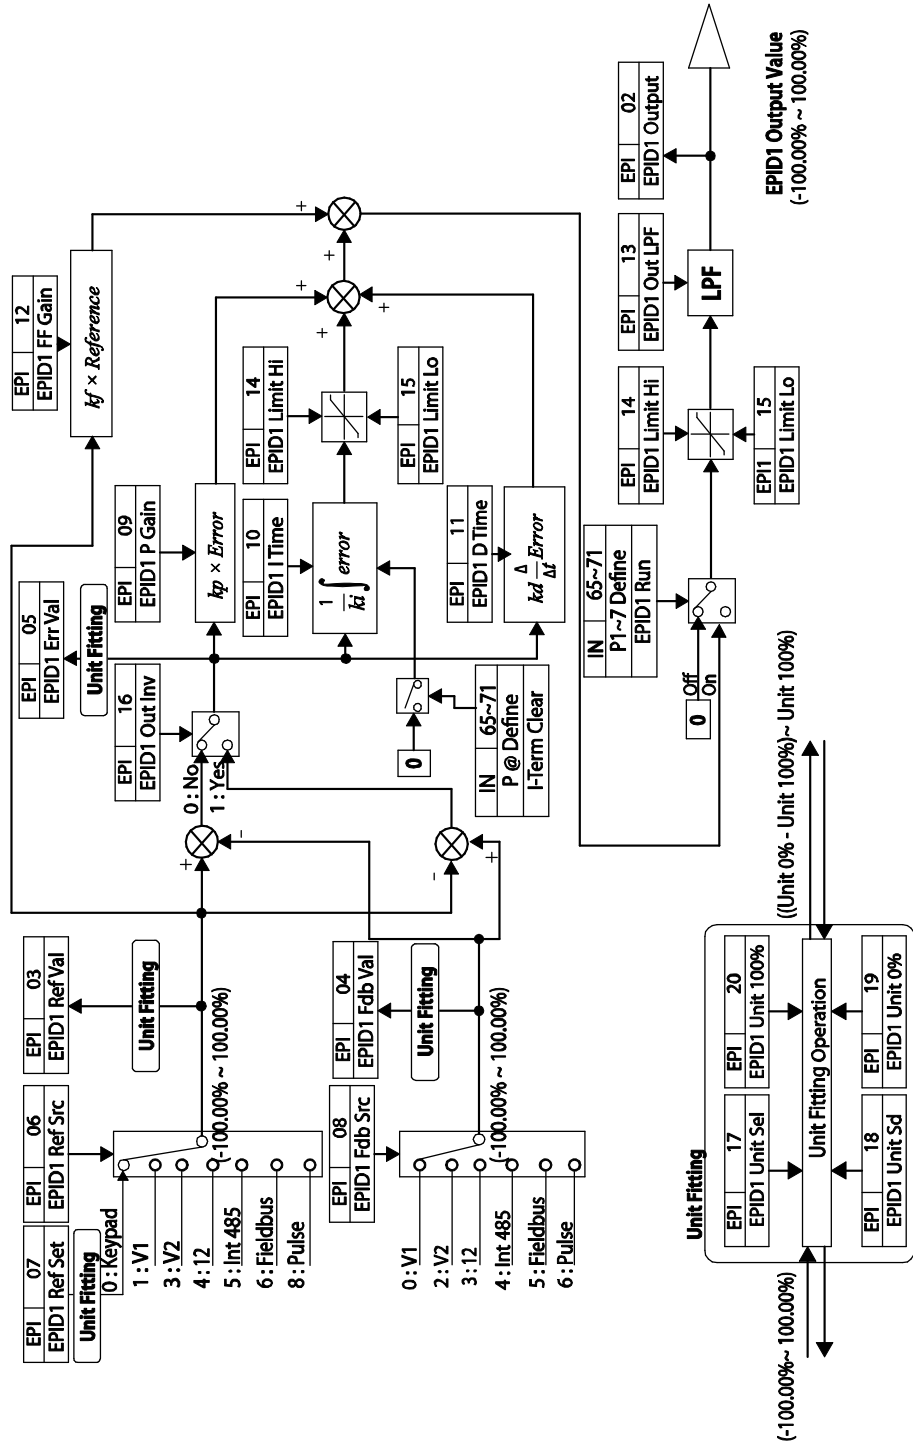 EPI 07
EPID1 Ref Set
Unit Fitting
EPI 06
EPID1 Ref Src
0 : Keypad
1 : V1
3 : V2
4 : 12
5 : Int 485
6 : Fieldbus
8 : Pulse
(-100.00% ~ 100.00%)
EPI 03
EPID1 Ref Val
Unit Fitting
EPI 08
EPID1 Fdb Src
0 : V1
2 : V2
3 : 12
4 : Int 485
5 : Fieldbus
6 : Pulse
(-100.00% ~ 100.00%)
EPI 04
EPID1 Fdb Val
Unit Fitting
+
-
-
+
0 : No
1 : Yes
EPI 16
EPID1 Out Inv
EPI 05
EPID1 Err Val
Unit Fitting
EPI 12
EPID1 FF Gain
kf × Reference
EPI 09
EPID1 P Gain
kp × Error
EPI 10
EPID1 I Time
1/ki ∫ error
EPI 14
EPID1 Limit Hi
EPI 15
EPID1 Limit Lo
EPI 11
EPID1 D Time
kd Δ/Δt Error
0
IN 65~71
P @ Define
I-Term Clear
+
+
+
+
+
IN 65~71
P1~7 Define
EPID1 Run
0
Off
On
EPI 14
EPID1 Limit Hi
EPI1 15
EPID1 Limit Lo
EPI 13
EPID1 Out LPF
LPF
EPI 02
EPID1 Output
EPID1 Output Value
(-100.00% ~ 100.00%)
Unit Fitting
EPI 17
EPID1 Unit Sel
EPI 20
EPID1 Unit 100%
Unit Fitting Operation
EPI 18
EPID1 Unit Sd
EPI 19
EPID1 Unit 0%
(-100.00%~ 100.00%)
((Unit 0% - Unit 100%)~ Unit 100%)